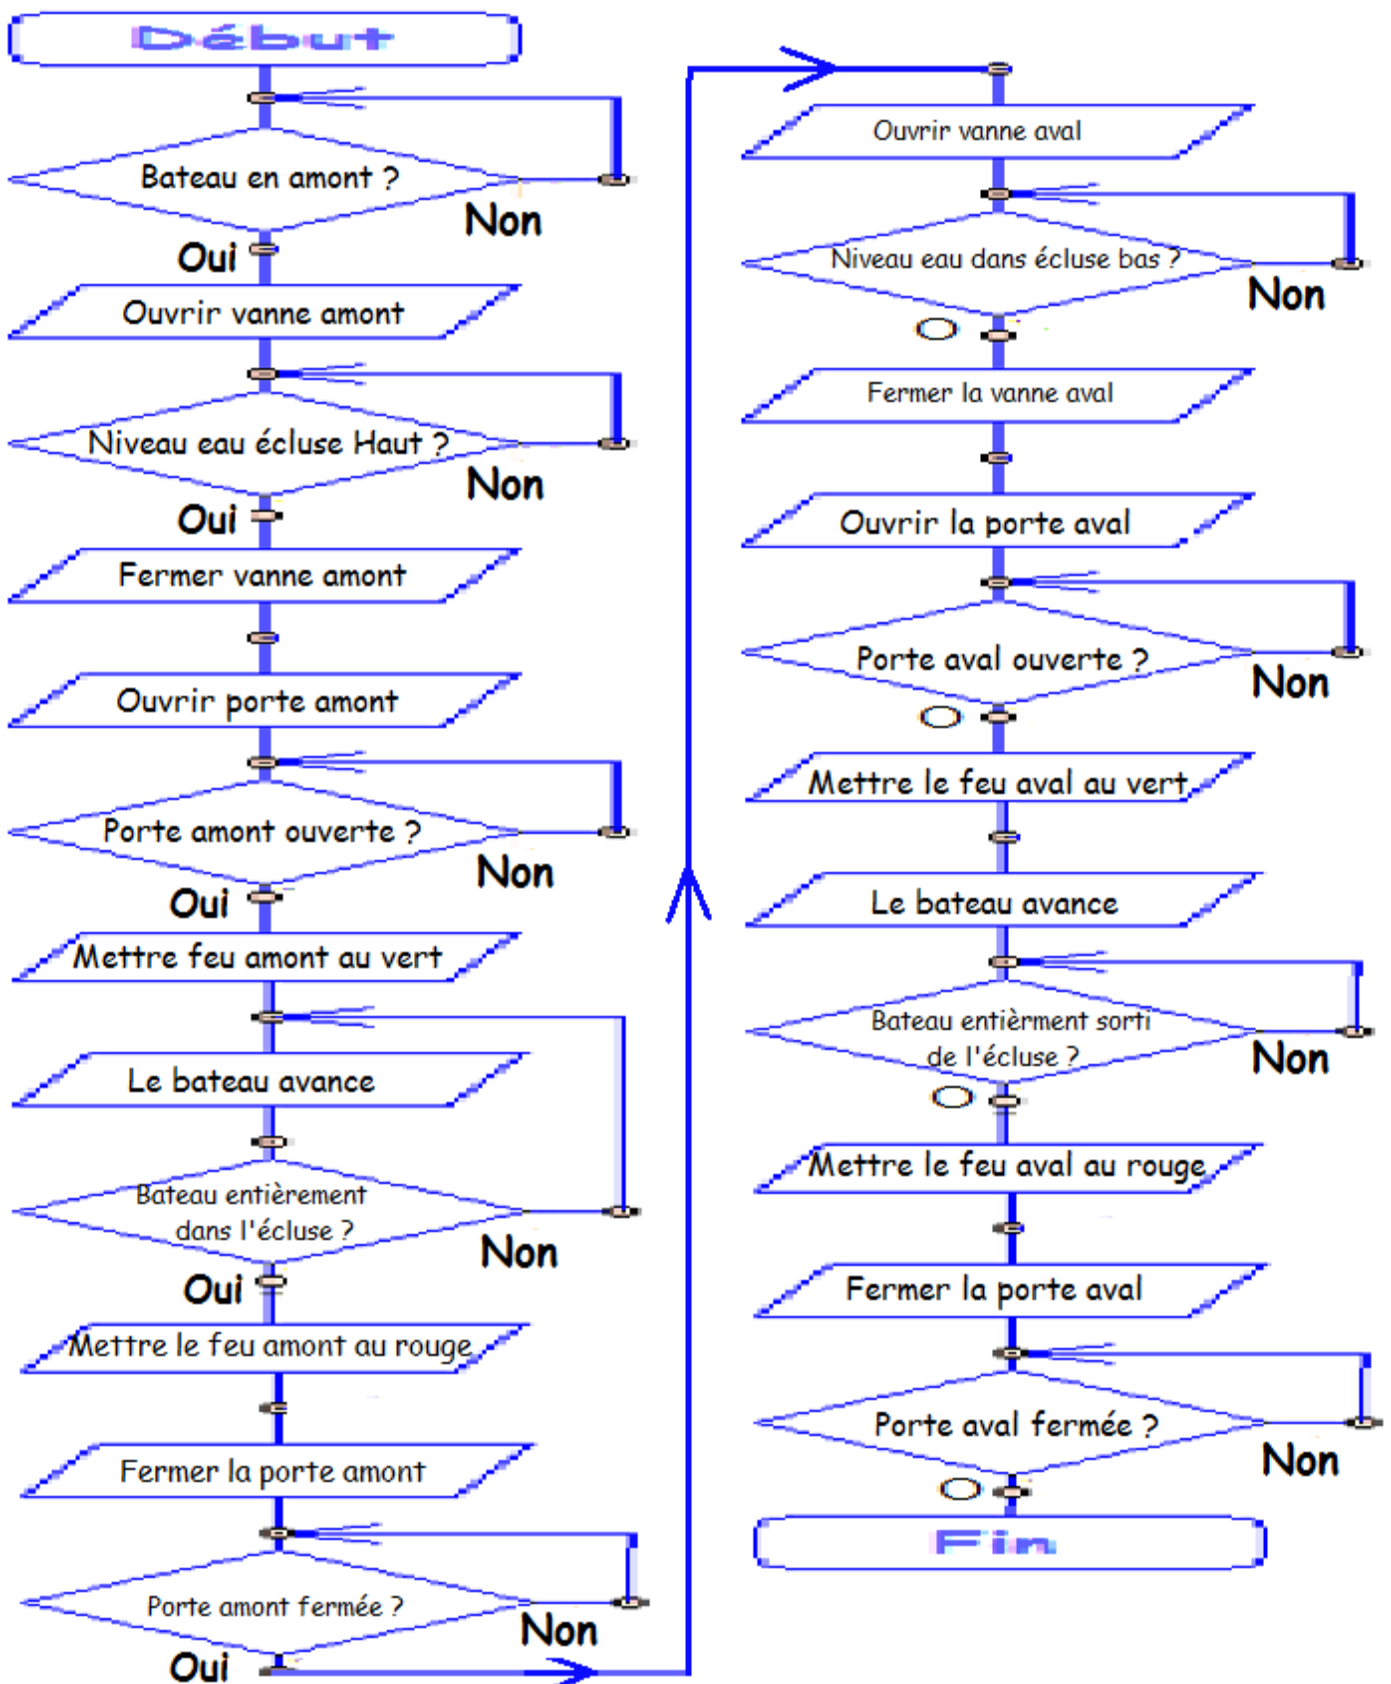 Début
Bateau en amont ?
Non
Oui
Ouvrir vanne amont
Niveau eau écluse Haut ?
Non
Oui
Fermer vanne amont
Ouvrir porte amont
Porte amont ouverte ?
Non
Oui
Mettre feu amont au vert
Le bateau avance
Bateau entièrement
dans l'écluse ?
Non
Oui
Mettre le feu amont au rouge
Fermer la porte amont
Porte amont fermée ?
Non
Oui
Ouvrir vanne aval
Niveau eau dans écluse bas ?
Non
Fermer la vanne aval
Ouvrir la porte aval
Porte aval ouverte ?
Non
Mettre le feu aval au vert
Le bateau avance
Bateau entièrment sorti
de l'écluse ?
Non
Mettre le feu aval au rouge
Fermer la porte aval
Porte aval fermée ?
Non
Fin